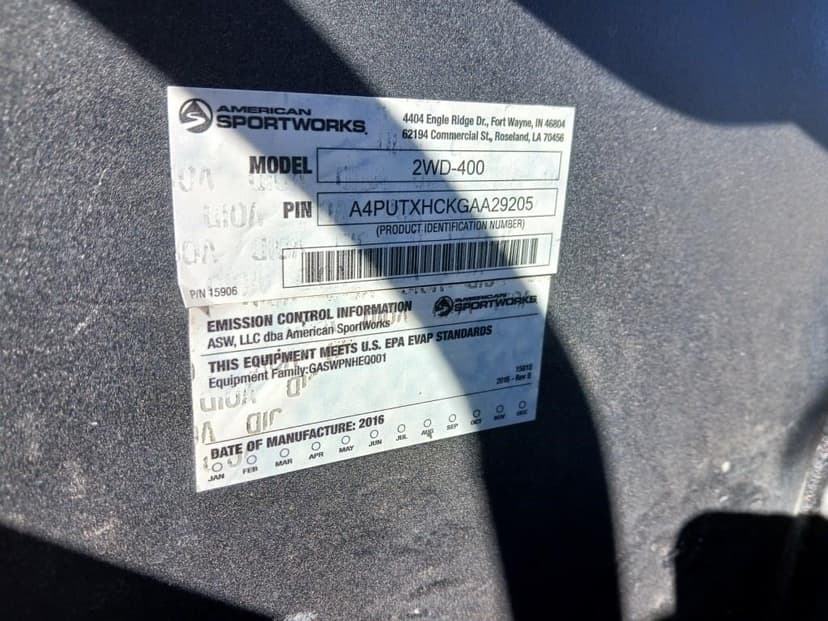 AMERICAN
SPORTWORKS
4404 Engle Ridge Dr., Fort Wayne, IN 46804
62194 Commercial St., Roseland, LA 70456
MODEL 2WD-400
PIN A4PUTXHCKGAA29205
(PRODUCT IDENTIFICATION NUMBER)
P/N 15906
EMISSION CONTROL INFORMATION
AMERICAN
SPORTWORKS
ASW, LLC dba American SportWorks
THIS EQUIPMENT MEETS U.S. EPA EVAP STANDARDS
Equipment Family:GASWPNHEQ001
2016 - Rev B
DATE OF MANUFACTURE: 2016
JAN FEB MAR APR MAY JUN JUL AUG SEP OCT NOV DEC
VOID